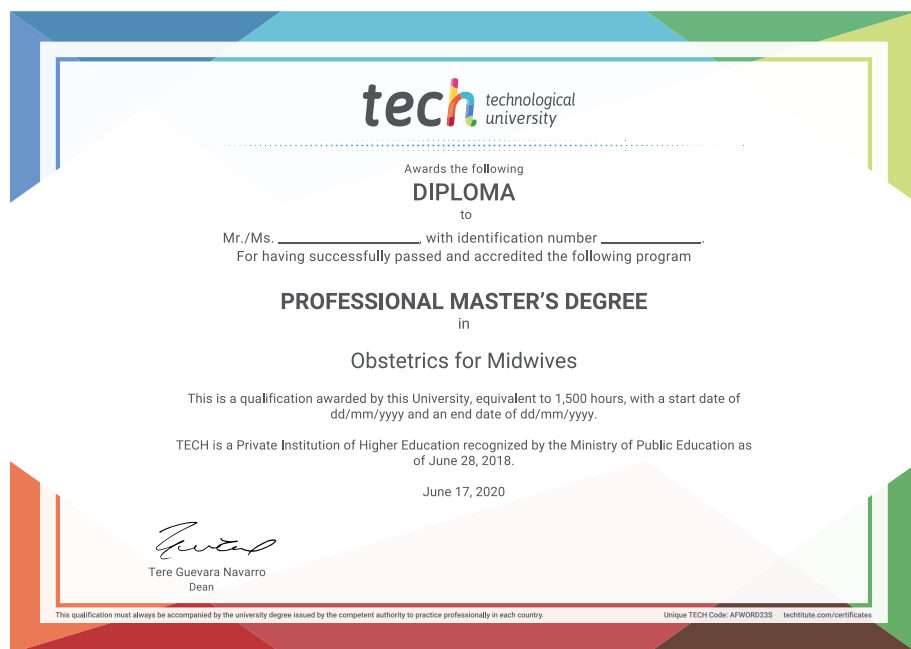 tech technological
university
Awards the following
DIPLOMA
to
Mr./Ms. ____________, with identification number ____________.
For having successfully passed and accredited the following program
PROFESSIONAL MASTER’S DEGREE
in
Obstetrics for Midwives
This is a qualification awarded by this University, equivalent to 1,500 hours, with a start date of
dd/mm/yyyy and an end date of dd/mm/yyyy.
TECH is a Private Institution of Higher Education recognized by the Ministry of Public Education as
of June 28, 2018.
June 17, 2020
Tere Guevara Navarro
Dean
This qualification must always be accompanied by the university degree issued by the competent authority to practice professionally in each country. Unique TECH Code: AFWORD23S techtitute.com/certificates